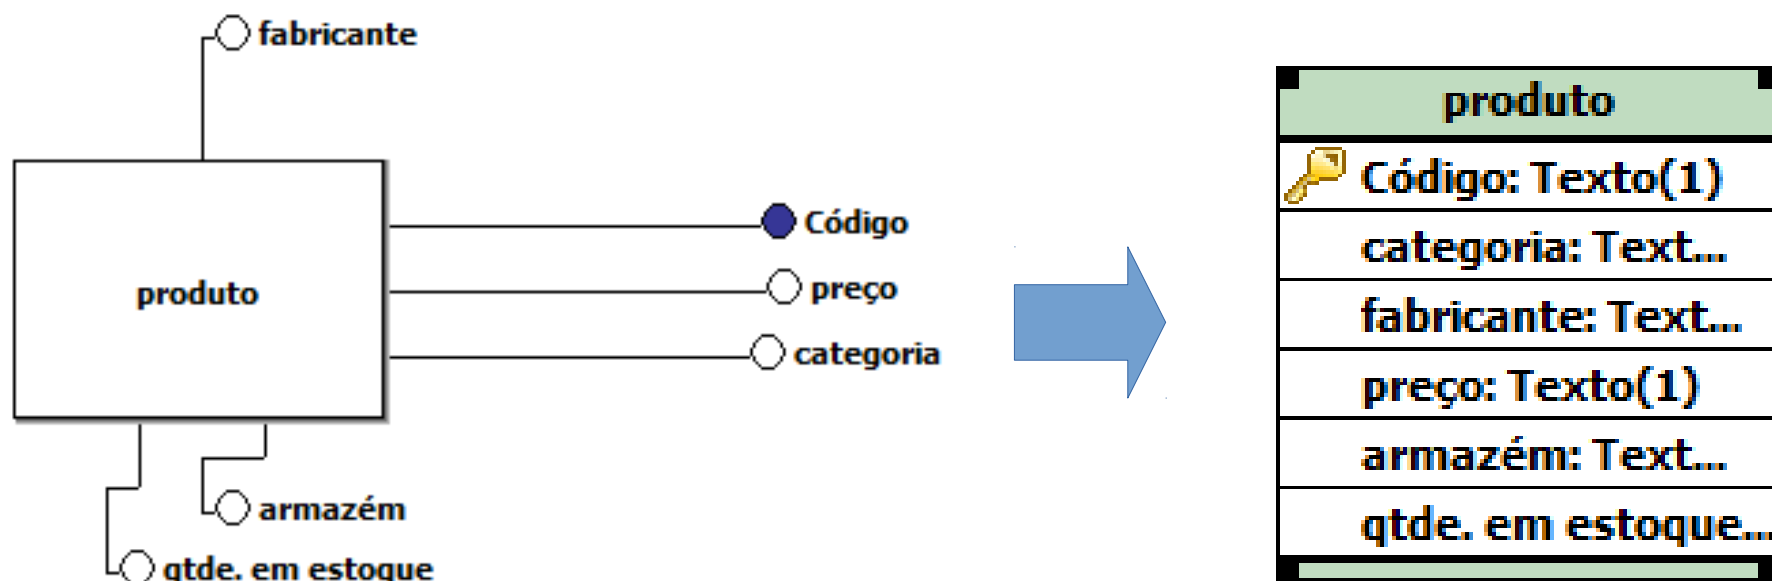 fabricante
produto
Código
preço
categoria
armazém
qtde. em estoque
produto
Código: Texto(1)
categoria: Text...
fabricante: Text...
preço: Texto(1)
armazém: Text...
qtde. em estoque...